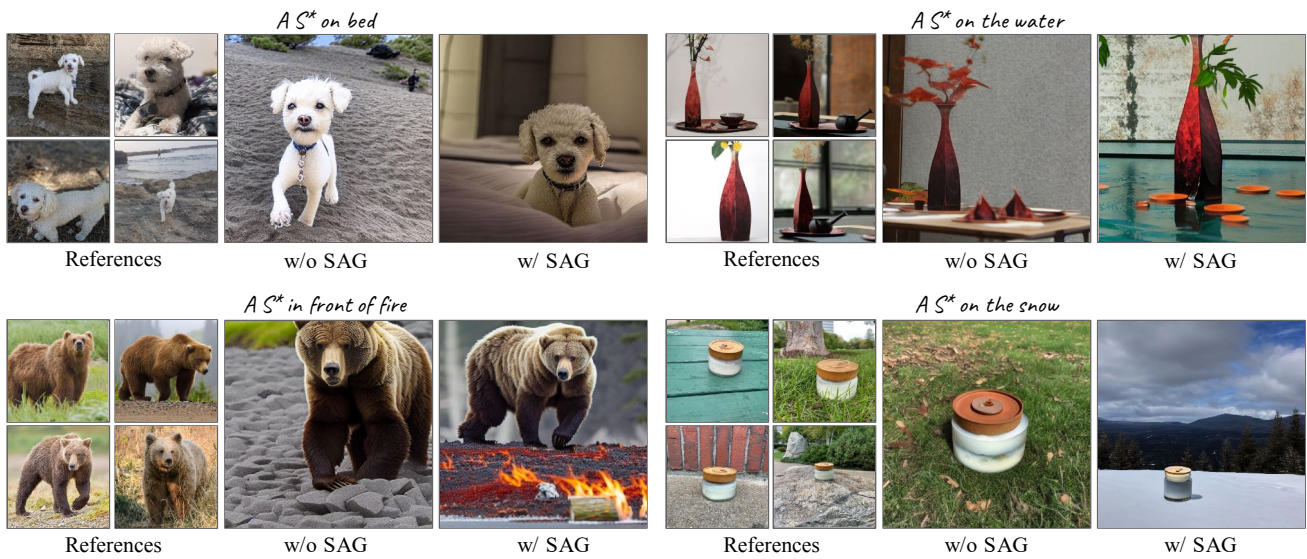 A S* on bed
A S* on the water
References
w/o SAG
w/ SAG
References
w/o SAG
w/ SAG
A S* in front of fire
A S* on the snow
References
w/o SAG
w/ SAG
References
w/o SAG
w/ SAG